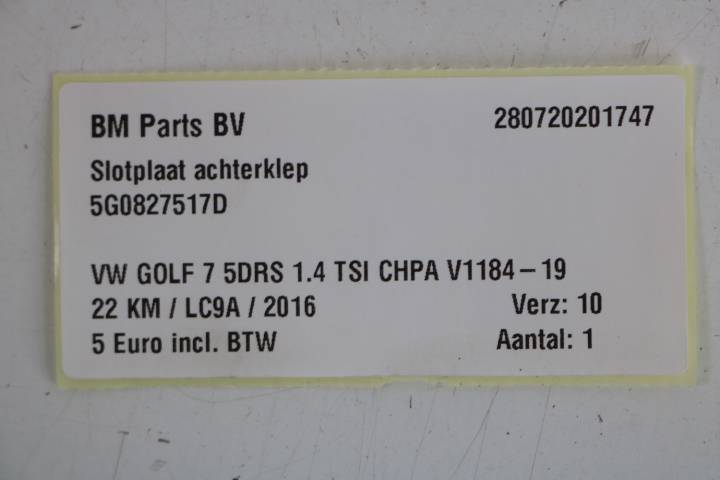 BM Parts BV 280720201747
Slotplaat achterklep
5G0827517D
VW GOLF 7 5DRS 1.4 TSI CHPA V1184-19
22 KM / LC9A / 2016 Verz: 10
5 Euro incl. BTW Aantal: 1